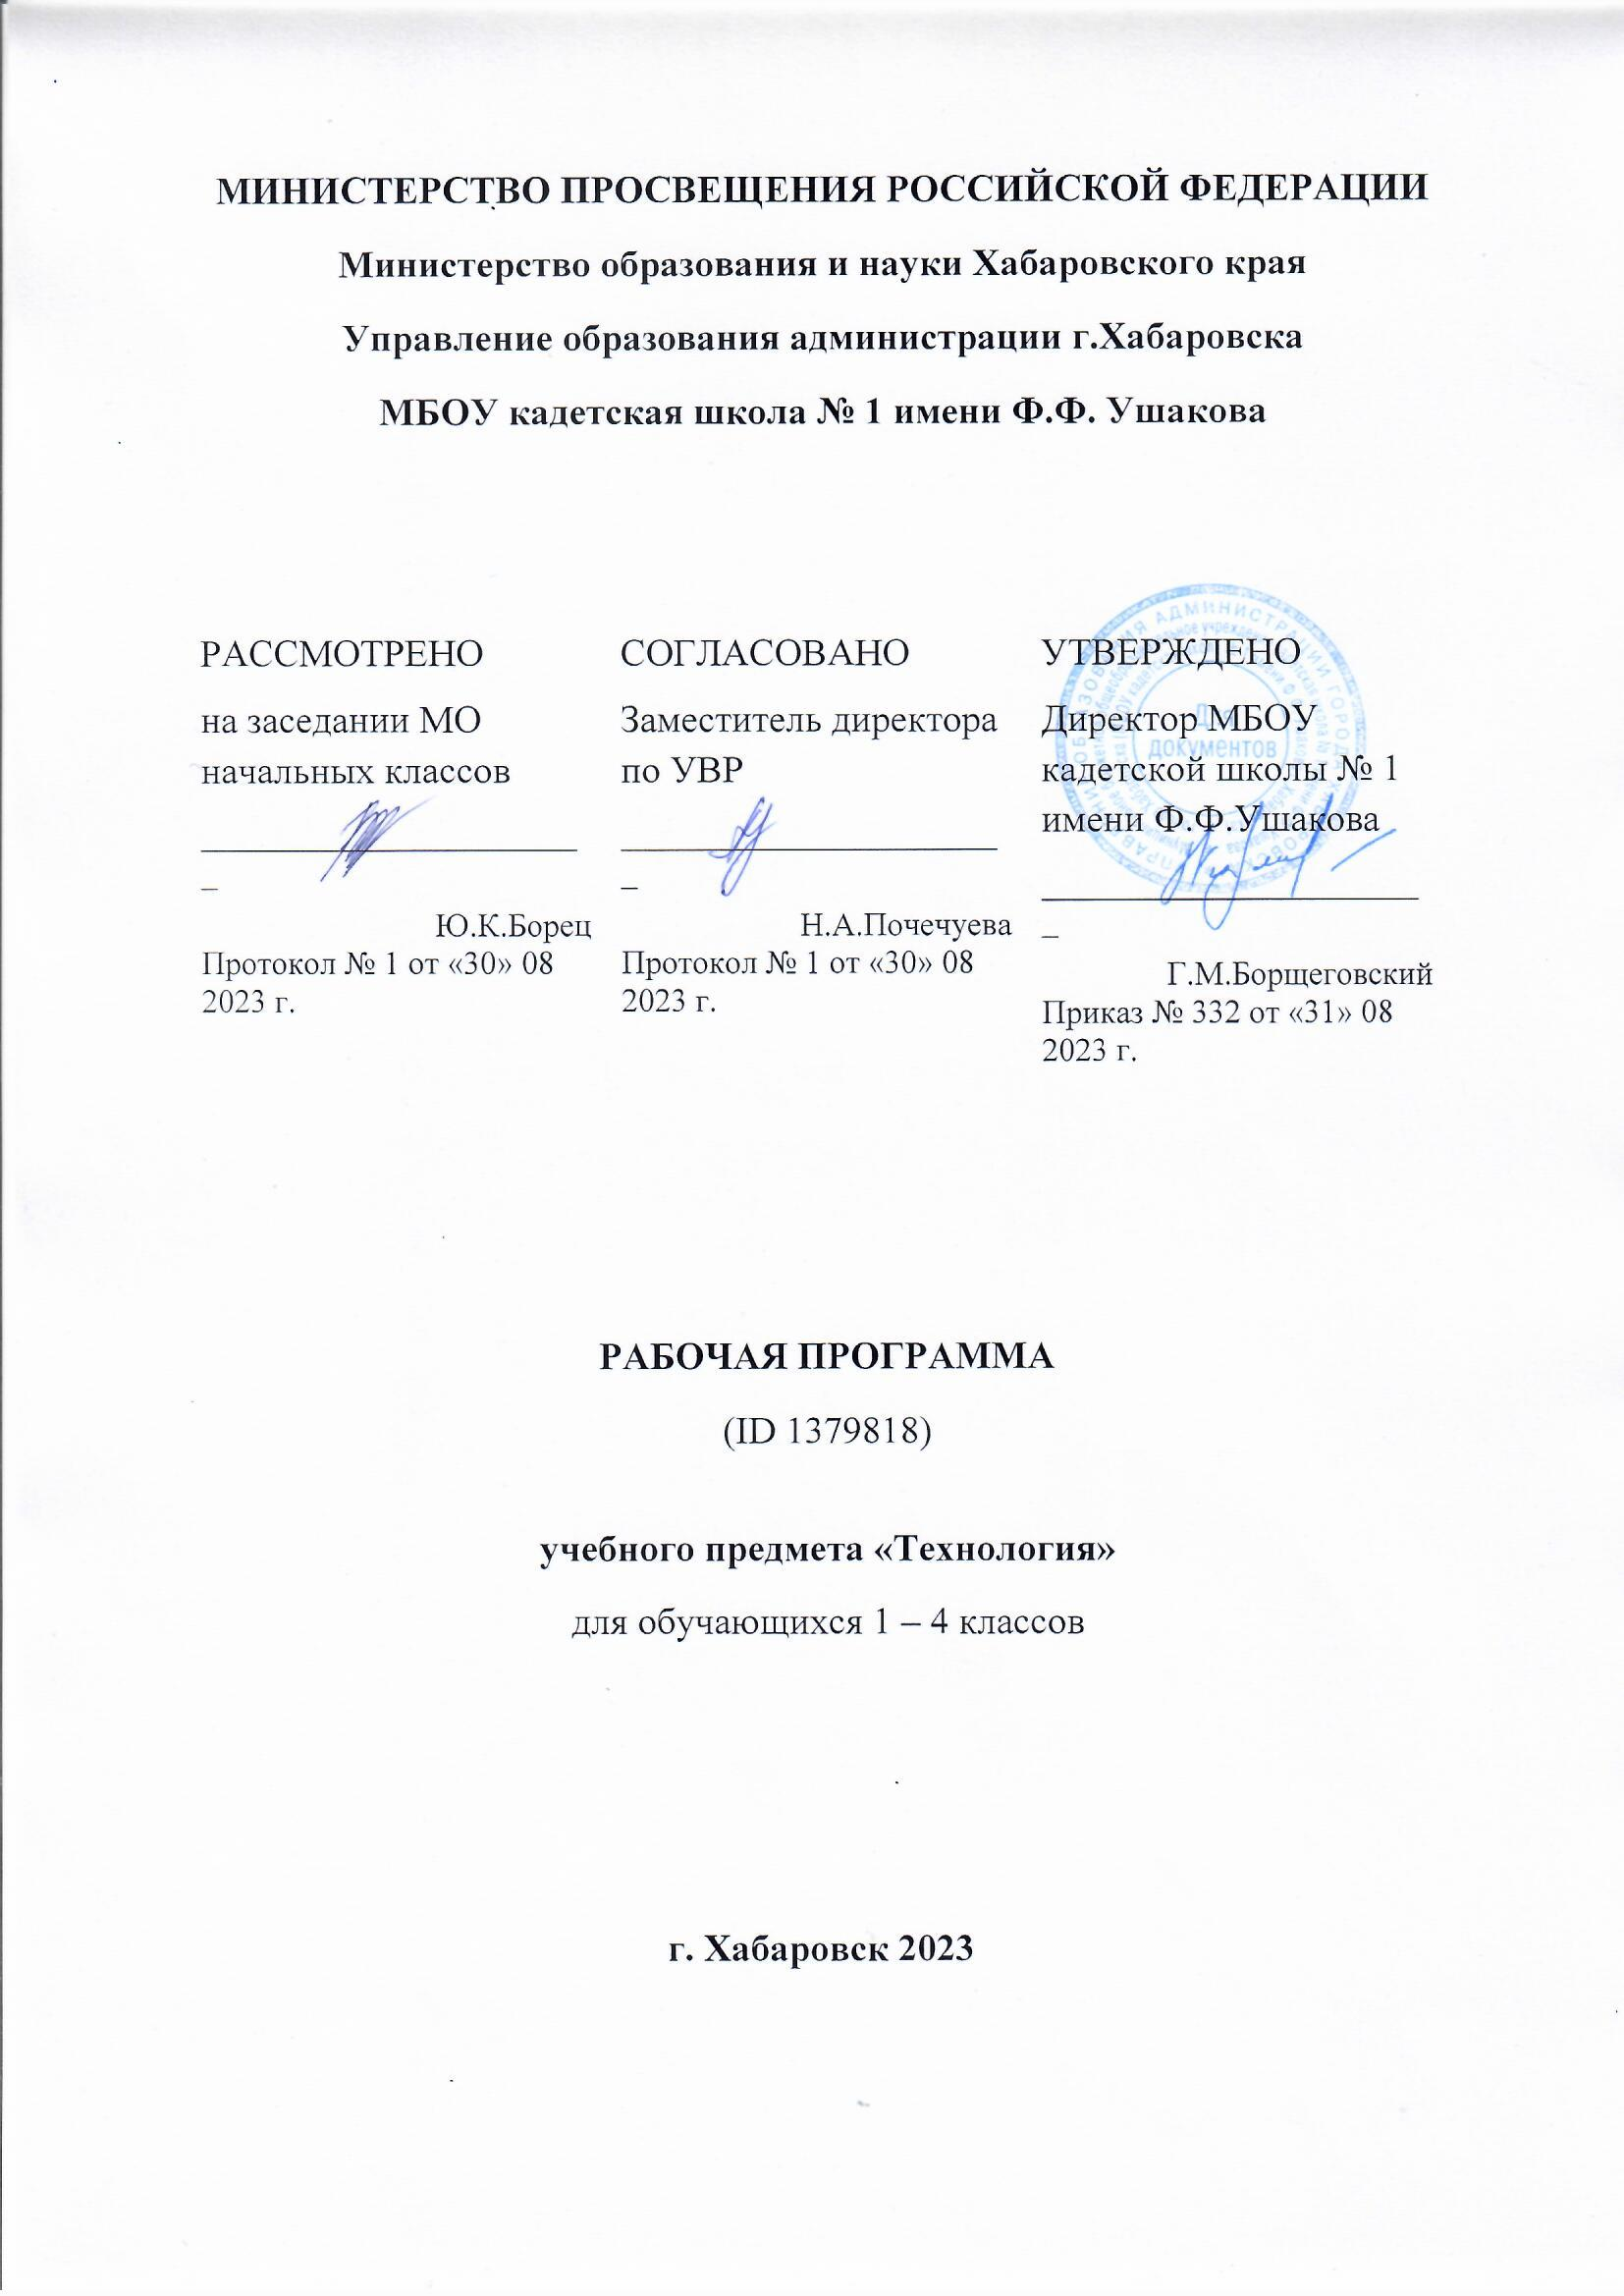 МИНИСТЕРСТВО ПРОСВЕЩЕНИЯ РОССИЙСКОЙ ФЕДЕРАЦИИ
Министерство образования и науки Хабаровского края
Управление образования администрации г.Хабаровска
МБОУ кадетская школа № 1 имени Ф.Ф. Ушакова
РАССМОТРЕНО
на заседании МО
начальных классов
Ю.К.Борец
Протокол № 1 от «30» 08
2023 г.
СОГЛАСОВАНО
Заместитель директора
по УВР
Н.А.Почечуева
Протокол № 1 от «30» 08
2023 г.
УТВЕРЖДЕНО
Директор МБОУ
кадетской школы № 1
имени Ф.Ф.Ушакова
Г.М.Борщеговский
Приказ № 332 от «31» 08
2023 г.
Для
документов
РАБОЧАЯ ПРОГРАММА
(ID 1379818)
учебного предмета «Технология»
для обучающихся 1 – 4 классов
г. Хабаровск 2023